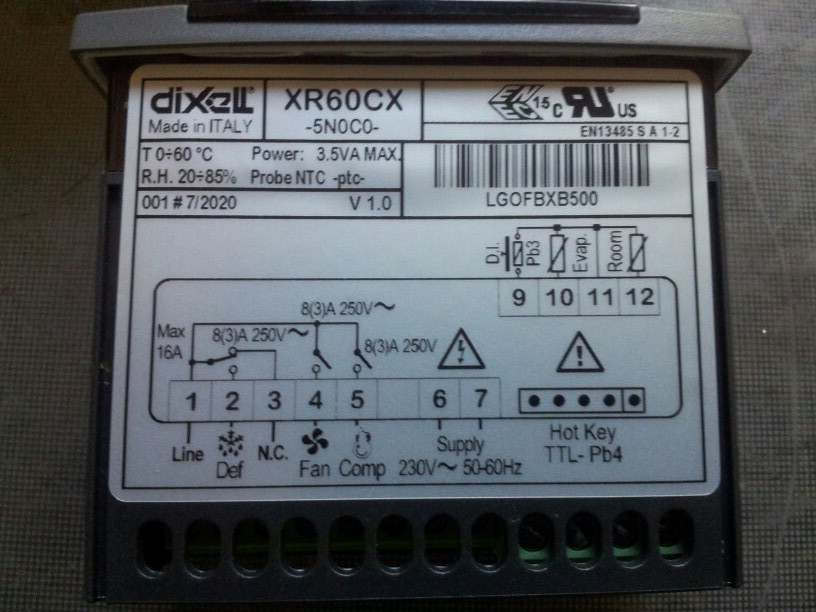 dixell
Made in ITALY
XR60CX
-5N0C0-
EN
EC
15
c RU US
EN13485 S A 1-2
T 0÷60 °C Power: 3.5VA MAX.
R.H. 20÷85% Probe NTC -ptc-
001 # 7/2020 V 1.0
LGOFBXB500
D.I.
Pb3
Evap.
Room
9 10 11 12
8(3)A 250V~
Max
16A
8(3)A 250V~
8(3)A 250V
1 2 3 4 5 6 7
Line
Def
N.C.
Fan
Comp
Supply
230V~ 50-60Hz
Hot Key
TTL- Pb4